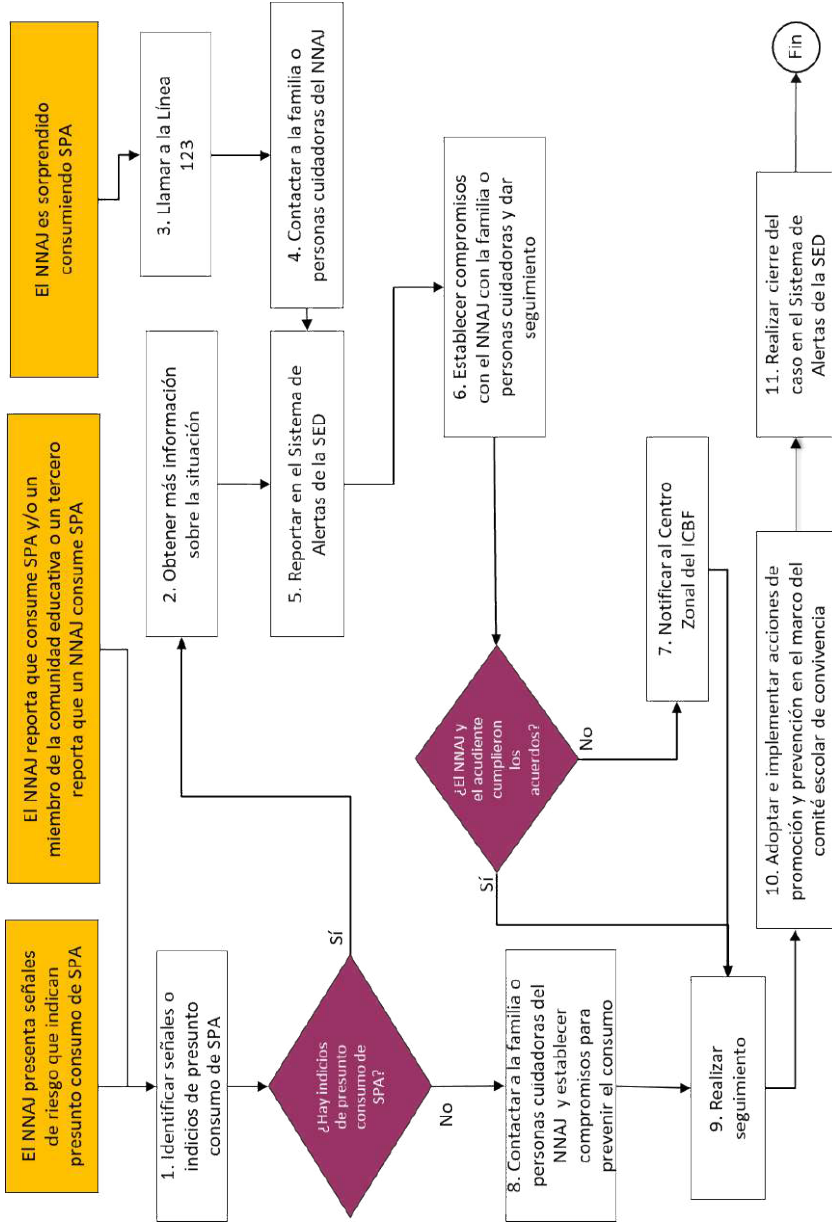 El NNAJ presenta señales
de riesgo que indican
presunto consumo de SPA
El NNAJ reporta que consume SPA y/o un
miembro de la comunidad educativa o un tercero
reporta que un NNAJ consume SPA
El NNAJ es sorprendido
consumiendo SPA
1. Identificar señales o
indicios de presunto
consumo de SPA
¿Hay indicios
de presunto
consumo de
SPA?
Sí
No
2. Obtener más información
sobre la situación
3. Llamar a la Línea
123
4. Contactar a la familia o
personas cuidadoras del NNAJ
5. Reportar en el Sistema de
Alertas de la SED
6. Establecer compromisos
con el NNAJ con la familia o
personas cuidadoras y dar
seguimiento
¿El NNAJ y
el acudiente
cumplieron
los
acuerdos?
Sí
No
7. Notificar al Centro
Zonal del ICBF
8. Contactar a la familia o
personas cuidadoras del
NNAJ y establecer
compromisos para
prevenir el consumo
9. Realizar
seguimiento
10. Adoptar e implementar acciones de
promoción y prevención en el marco del
comité escolar de convivencia
11. Realizar cierre del
caso en el Sistema de
Alertas de la SED
Fin